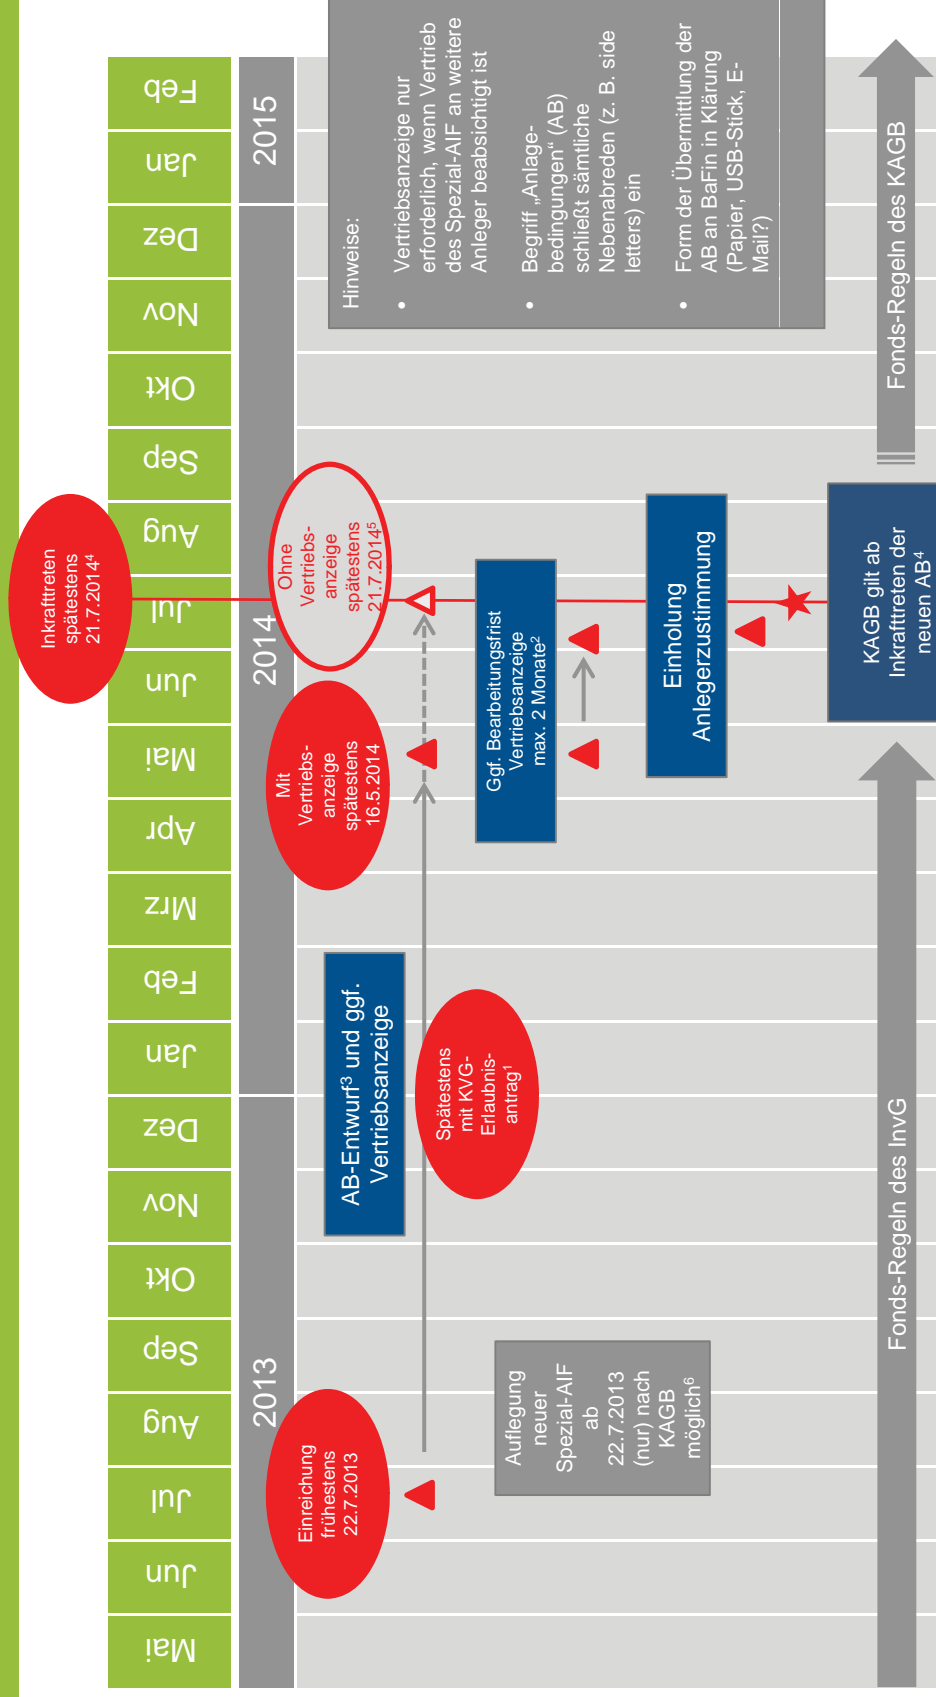 Inkrafttreten
spätestens
21.7.2014⁴
Mai
Jun
Jul
Aug
Sep
Okt
Nov
Dez
Jan
Feb
Mrz
Apr
Mai
Jun
Jul
Aug
Sep
Okt
Nov
Dez
Jan
Feb
2013
2014
2015
Einreichung
frühestens
22.7.2013
Mit
Vertriebs-
anzeige
spätestens
16.5.2014
Ohne
Vertriebs-
anzeige
spätestens
21.7.2014⁵
AB-Entwurf³ und ggf.
Vertriebsanzeige
Spätestens
mit KVG-
Erlaubnis-
antrag¹
Ggf. Bearbeitungsfrist
Vertriebsanzeige
max. 2 Monate²
Auflegung
neuer
Spezial-AIF
ab
22.7.2013
(nur) nach
KAGB
möglich⁶
Einholung
Anlegerzustimmung
Hinweise:
• Vertriebsanzeige nur
erforderlich, wenn Vertrieb
des Spezial-AIF an weitere
Anleger beabsichtigt ist
• Begriff „Anlage-
bedingungen“ (AB)
schließt sämtliche
Nebenabreden (z. B. side
letters) ein
• Form der Übermittlung der
AB an BaFin in Klärung
(Papier, USB-Stick, E-
Mail?)
Fonds-Regeln des InvG
KAGB gilt ab
Inkrafttreten der
neuen AB⁴
Fonds-Regeln des KAGB